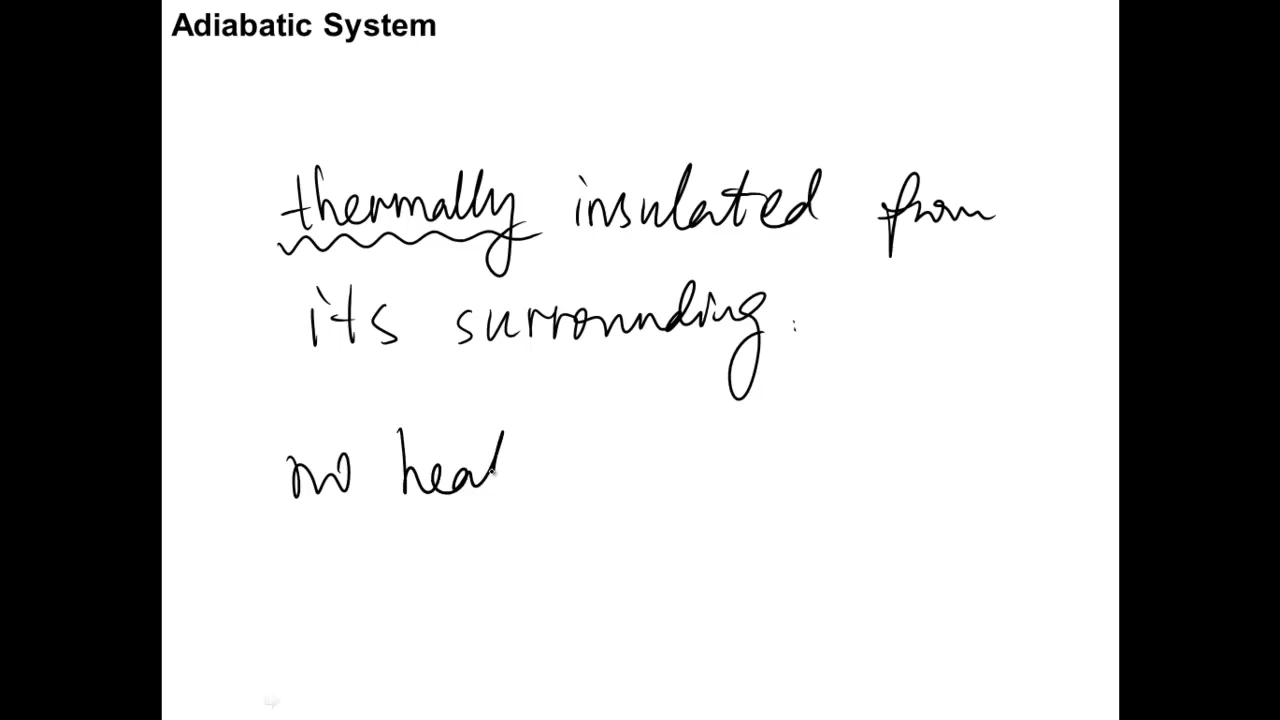 Adiabatic System
thermally insulated from
its surrounding.
no heat